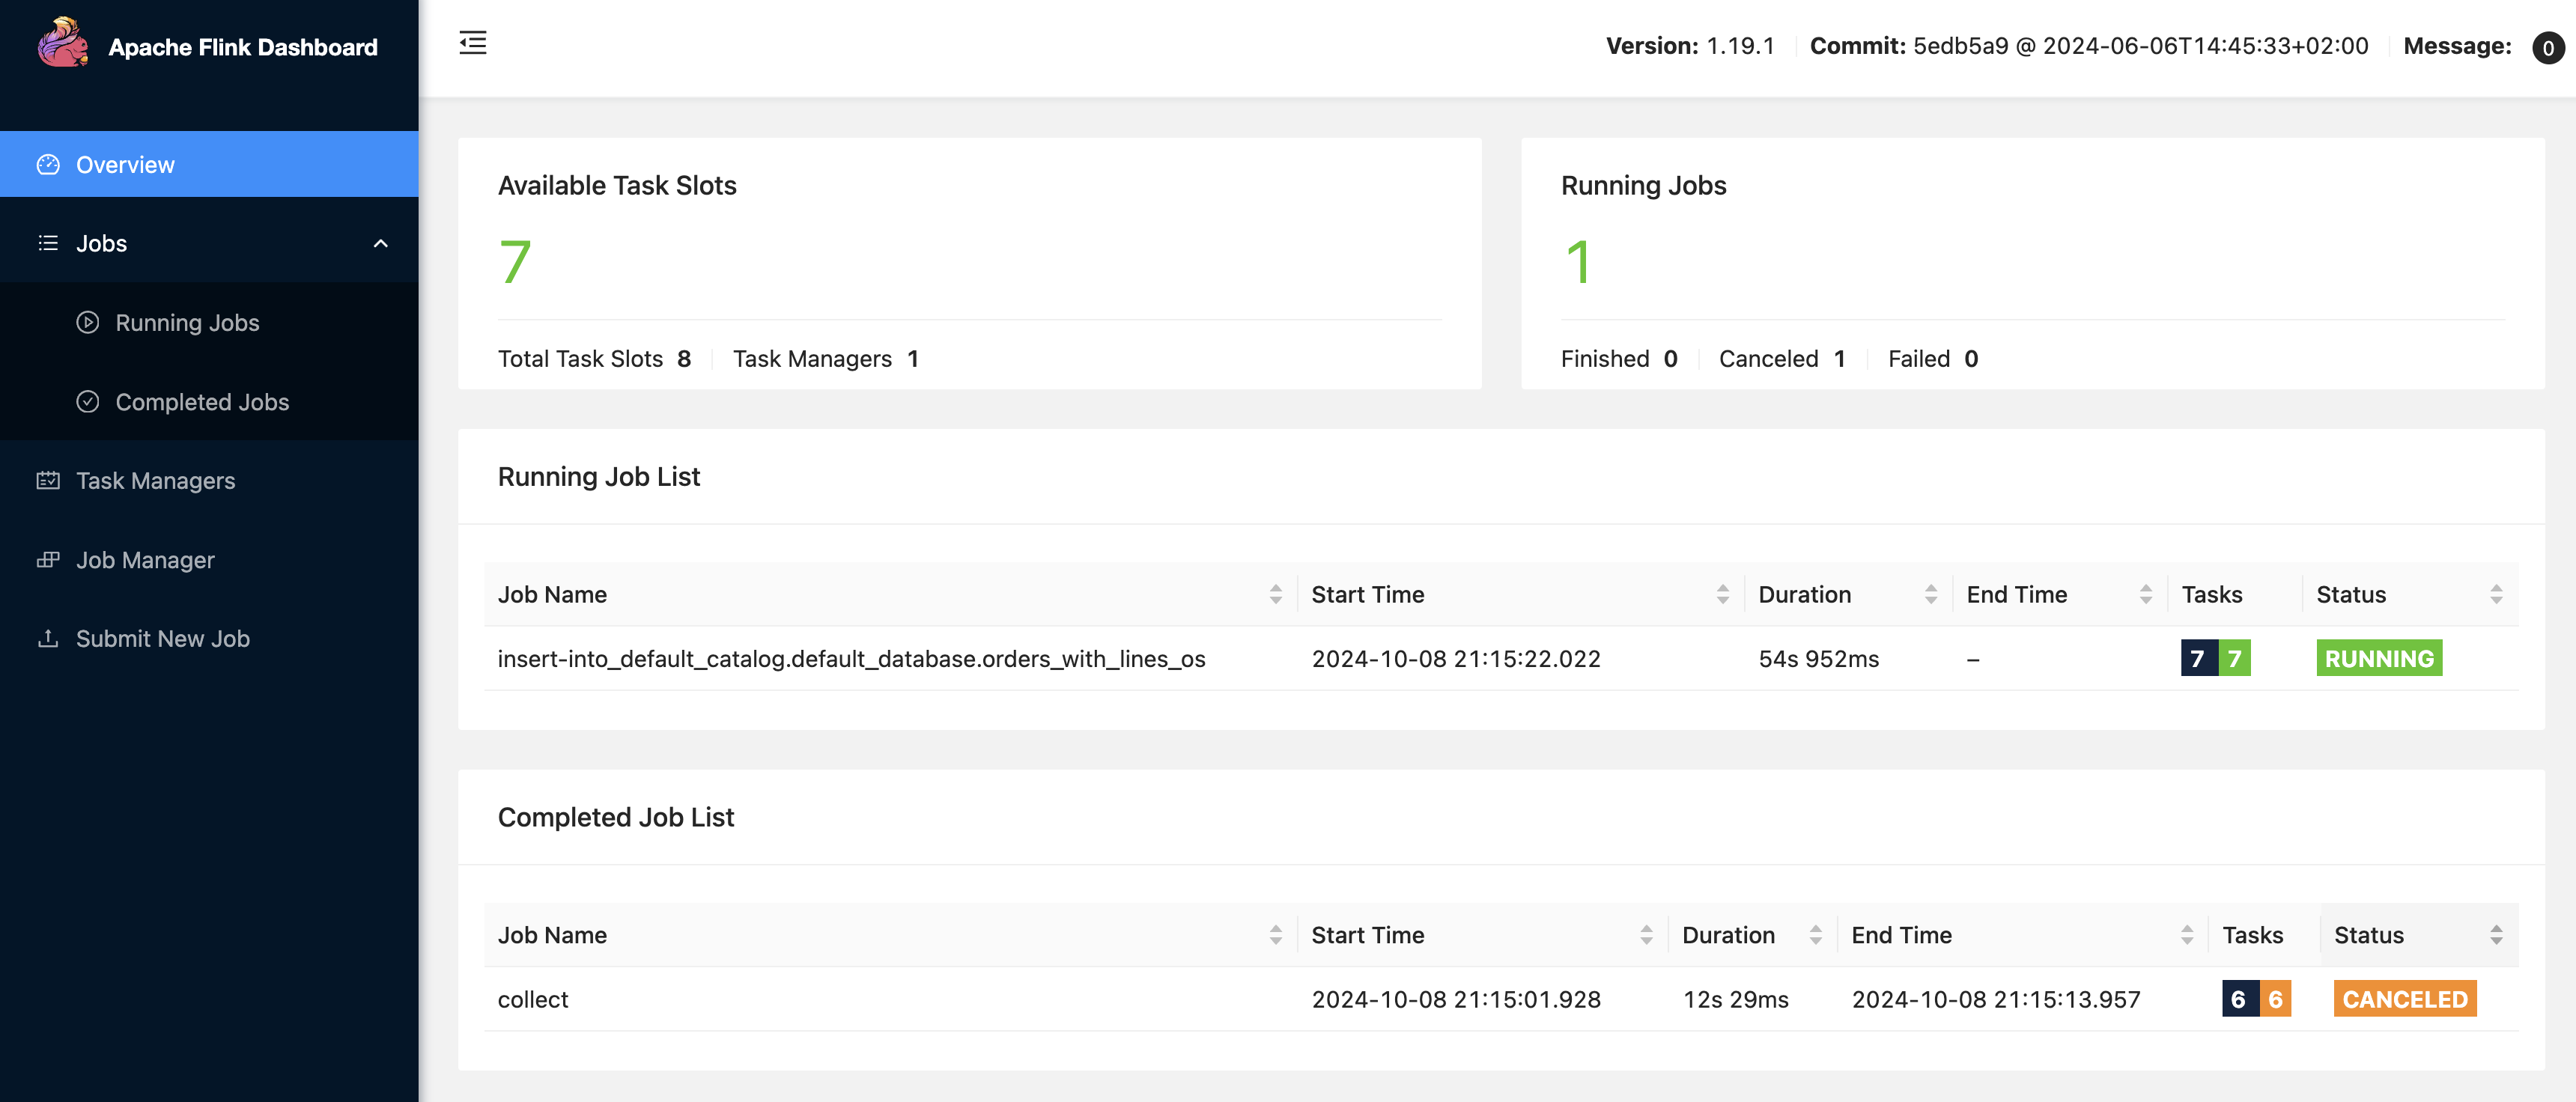 Apache Flink Dashboard
Version: 1.19.1 Commit: 5edb5a9 @ 2024-06-06T14:45:33+02:00 Message: 0
Overview
Jobs
Running Jobs
Completed Jobs
Task Managers
Job Manager
Submit New Job
Available Task Slots
7
Total Task Slots 8 Task Managers 1
Running Jobs
1
Finished 0 Canceled 1 Failed 0
Running Job List
Job Name Start Time Duration End Time Tasks Status
insert-into_default_catalog.default_database.orders_with_lines_os 2024-10-08 21:15:22.022 54s 952ms – 7 7 RUNNING
Completed Job List
Job Name Start Time Duration End Time Tasks Status
collect 2024-10-08 21:15:01.928 12s 29ms 2024-10-08 21:15:13.957 6 6 CANCELED